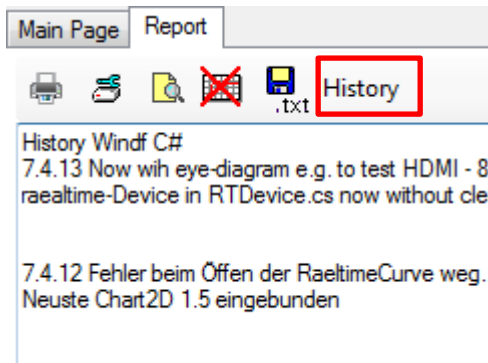 Main Page Report
.txt History
History Windf C#
7.4.13 Now wih eye-diagram e.g. to test HDMI - 8
raealtime-Device in RTDevice.cs now without cle
7.4.12 Fehler beim Öffen der RaeltimeCurve weg.
Neuste Chart2D 1.5 eingebunden